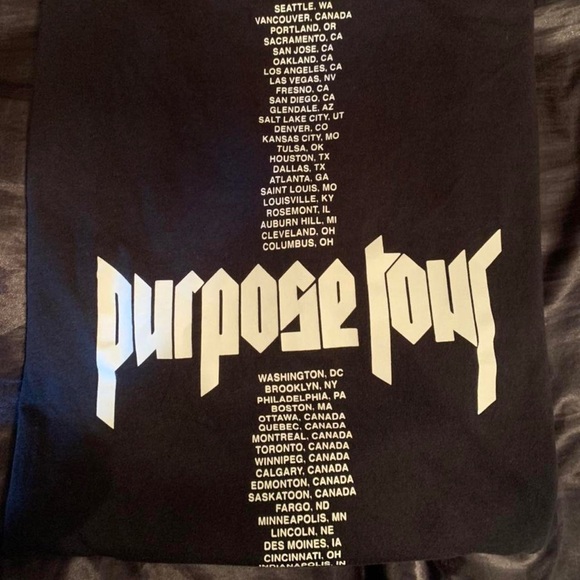 SEATTLE, WA
VANCOUVER, CANADA
PORTLAND, OR
SACRAMENTO, CA
SAN JOSE, CA
OAKLAND, CA
LOS ANGELES, CA
LAS VEGAS, NV
FRESNO, CA
SAN DIEGO, CA
GLENDALE, AZ
SALT LAKE CITY, UT
DENVER, CO
KANSAS CITY, MO
TULSA, OK
HOUSTON, TX
DALLAS, TX
ATLANTA, GA
SAINT LOUIS, MO
LOUISVILLE, KY
ROSEMONT, IL
AUBURN HILL, MI
CLEVELAND, OH
COLUMBUS, OH
purpose tour
WASHINGTON, DC
BROOKLYN, NY
PHILADELPHIA, PA
BOSTON, MA
OTTAWA, CANADA
QUEBEC, CANADA
MONTREAL, CANADA
TORONTO, CANADA
WINNIPEG, CANADA
CALGARY, CANADA
EDMONTON, CANADA
SASKATOON, CANADA
FARGO, ND
MINNEAPOLIS, MN
LINCOLN, NE
DES MOINES, IA
CINCINNATI, OH
INDIANAPOLIS, IN